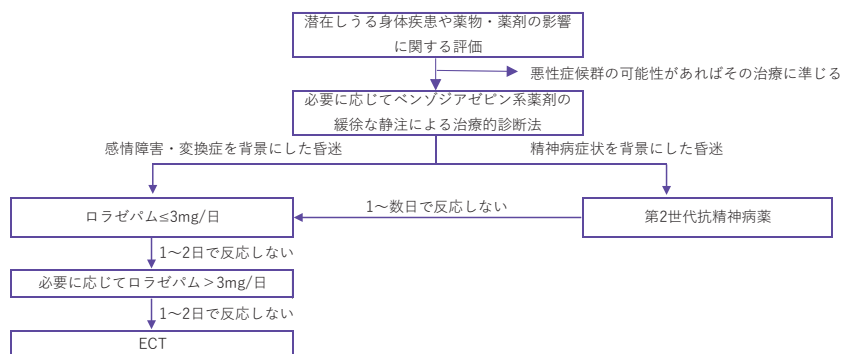 潜在しうる身体疾患や薬物・薬剤の影響
に関する評価
悪性症候群の可能性があればその治療に準じる
必要に応じてベンゾジアゼピン系薬剤の
緩徐な静注による治療的診断法
感情障害・変換症を背景にした昏迷
精神病症状を背景にした昏迷
ロラゼパム≤3mg/日
1〜数日で反応しない
第2世代抗精神病薬
1〜2日で反応しない
必要に応じてロラゼパム＞3mg/日
1〜2日で反応しない
ECT